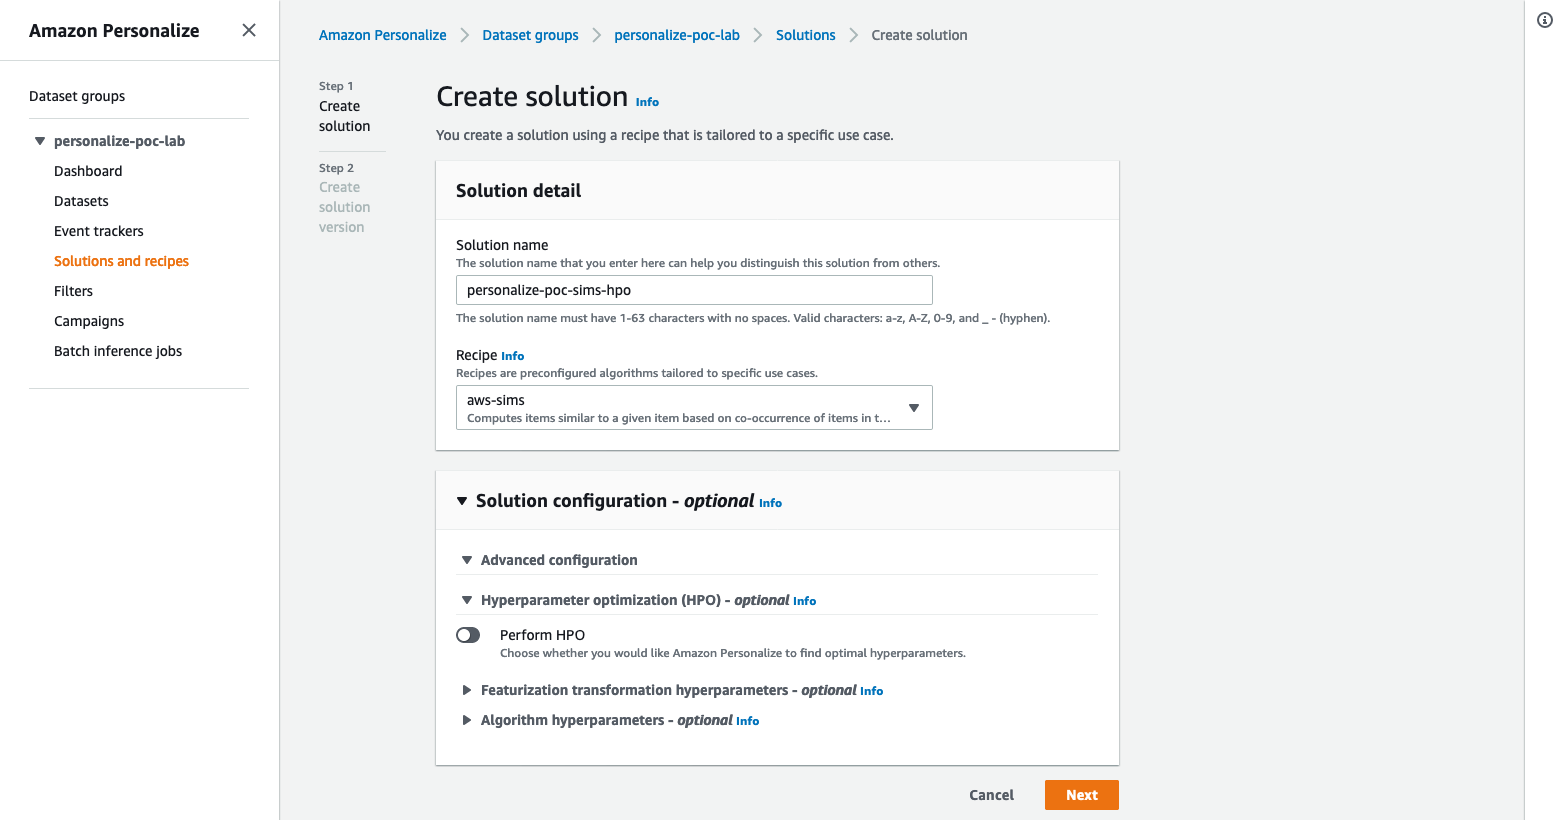 Amazon Personalize
Dataset groups
personalize-poc-lab
Dashboard
Datasets
Event trackers
Solutions and recipes
Filters
Campaigns
Batch inference jobs
Amazon Personalize
Dataset groups
personalize-poc-lab
Solutions
Create solution
Step 1
Create
solution
Step 2
Create
solution
version
Create solution Info
You create a solution using a recipe that is tailored to a specific use case.
Solution detail
Solution name
The solution name that you enter here can help you distinguish this solution from others.
personalize-poc-sims-hpo
The solution name must have 1-63 characters with no spaces. Valid characters: a-z, A-Z, 0-9, and _ - (hyphen).
Recipe Info
Recipes are preconfigured algorithms tailored to specific use cases.
aws-sims
Computes items similar to a given item based on co-occurrence of items in t...
Solution configuration - optional Info
Advanced configuration
Hyperparameter optimization (HPO) - optional Info
Perform HPO
Choose whether you would like Amazon Personalize to find optimal hyperparameters.
Featurization transformation hyperparameters - optional Info
Algorithm hyperparameters - optional Info
Cancel
Next